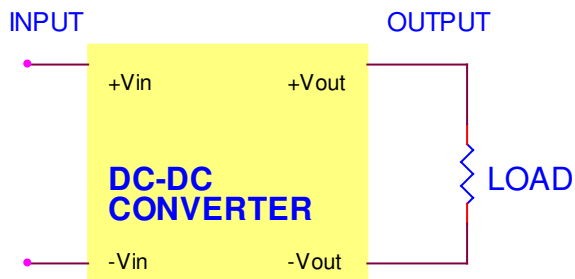 INPUT
OUTPUT
+Vin
+Vout
DC-DC
CONVERTER
LOAD
-Vin
-Vout